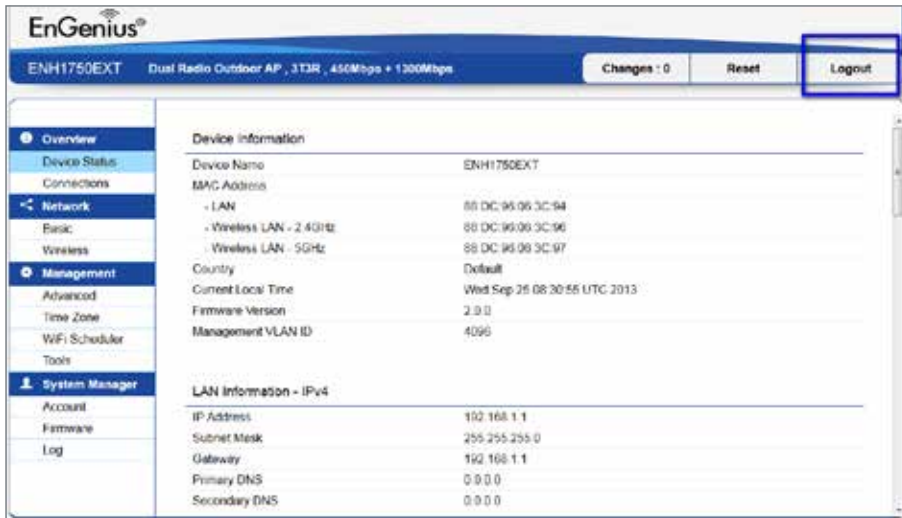 EnGenius®
ENH1750EXT Dual Radio Outdoor AP , 3T3R , 450Mbps + 1300Mbps Changes : 0 Reset Logout
Overview
Device Status
Connections
Network
Basic
Wireless
Management
Advanced
Time Zone
WiFi Scheduler
Tools
System Manager
Account
Firmware
Log
Device Information
Device Name ENH1750EXT
MAC Address
- LAN 88:DC:96:06:3C:94
- Wireless LAN - 2.4GHz 88:DC:96:06:3C:96
- Wireless LAN - 5GHz 88:DC:96:06:3C:97
Country Default
Current Local Time Wed Sep 25 08:30:55 UTC 2013
Firmware Version 2.0.0
Management VLAN ID 4096
LAN Information - IPv4
IP Address 192.168.1.1
Subnet Mask 255.255.255.0
Gateway 192.168.1.1
Primary DNS 0.0.0.0
Secondary DNS 0.0.0.0